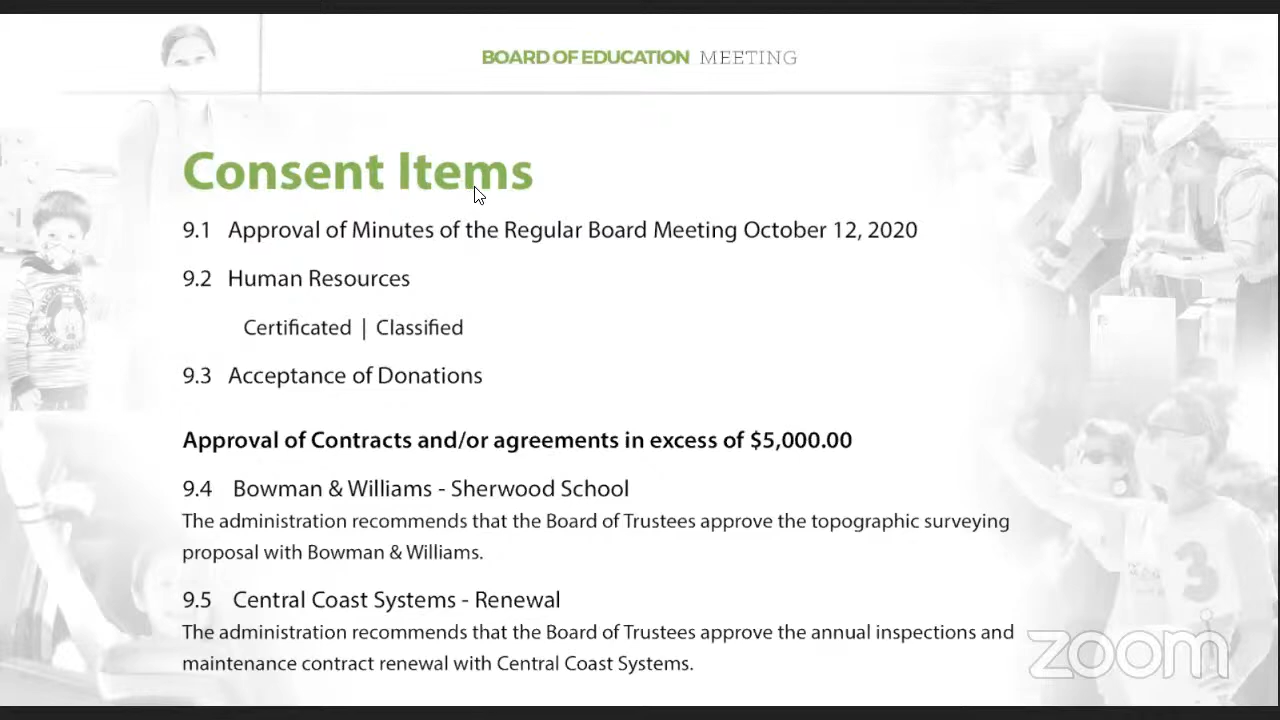 BOARD OF EDUCATION MEETING
Consent Items
9.1 Approval of Minutes of the Regular Board Meeting October 12, 2020
9.2 Human Resources
Certificated | Classified
9.3 Acceptance of Donations
Approval of Contracts and/or agreements in excess of $5,000.00
9.4 Bowman & Williams - Sherwood School
The administration recommends that the Board of Trustees approve the topographic surveying
proposal with Bowman & Williams.
9.5 Central Coast Systems - Renewal
The administration recommends that the Board of Trustees approve the annual inspections and
maintenance contract renewal with Central Coast Systems.
zoom
3